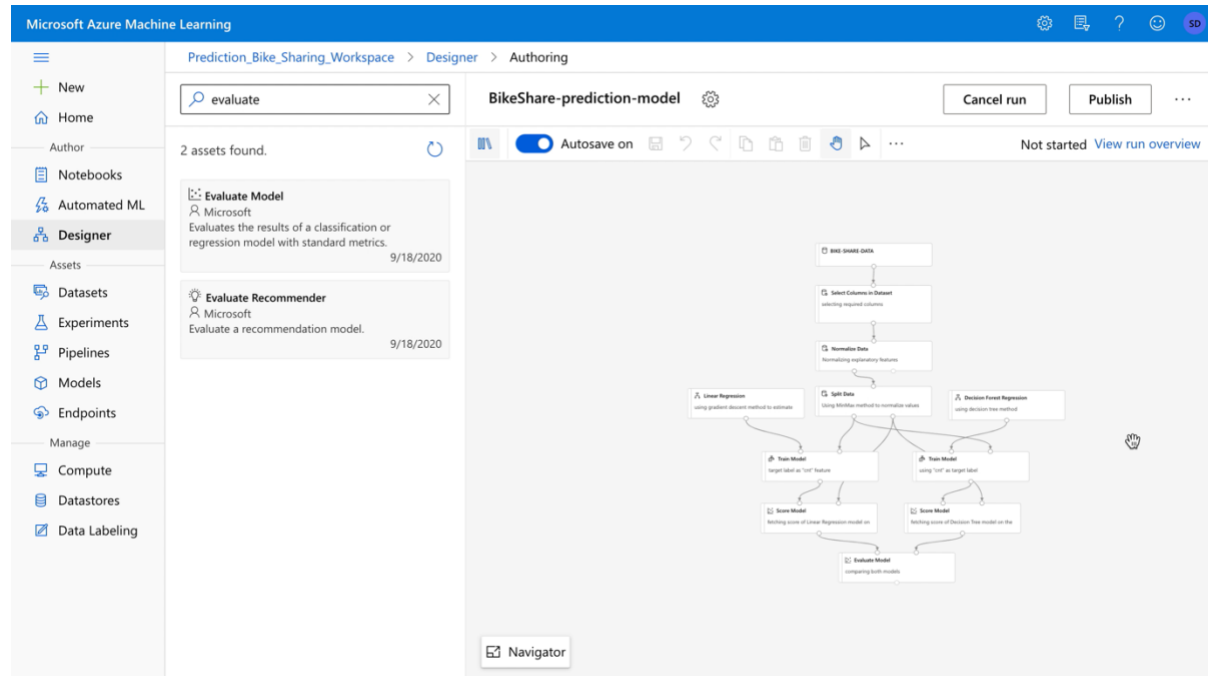 Microsoft Azure Machine Learning
SD
Prediction_Bike_Sharing_Workspace > Designer > Authoring
New
Home
Author
Notebooks
Automated ML
Designer
Assets
Datasets
Experiments
Pipelines
Models
Endpoints
Manage
Compute
Datastores
Data Labeling
evaluate
2 assets found.
Evaluate Model
Microsoft
Evaluates the results of a classification or
regression model with standard metrics.
9/18/2020
Evaluate Recommender
Microsoft
Evaluate a recommendation model.
9/18/2020
BikeShare-prediction-model
Cancel run
Publish
Autosave on
Not started View run overview
BIKE-SHARE-DATA
Select Columns in Dataset
selecting required columns
Normalize Data
Normalizing explanatory features
Linear Regression
using gradient descent method to estimate
Split Data
Using MinMax method to normalize values
Decision Forest Regression
using decision tree method
Train Model
target label as "cnt" feature
Train Model
using "cnt" as target label
Score Model
fetching score of Linear Regression model on
Score Model
fetching score of Decision Tree model on the
Evaluate Model
comparing both models
Navigator